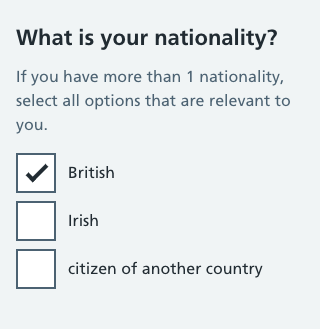 What is your nationality?
If you have more than 1 nationality,
select all options that are relevant to
you.
British
Irish
citizen of another country